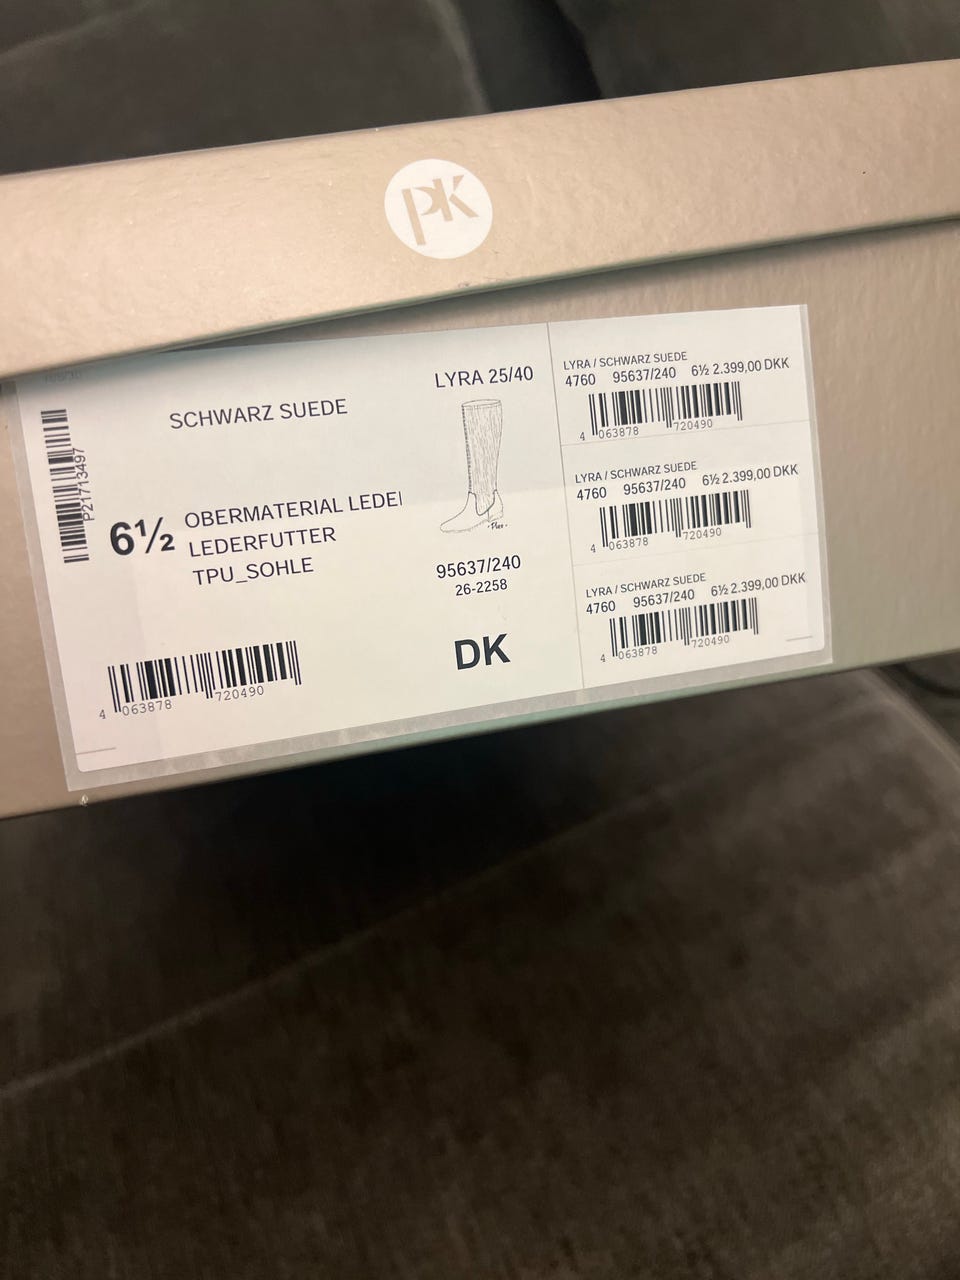 PK
SCHWARZ SUEDE
P21713497
6½
OBERMATERIAL LEDE
LEDERFUTTER
TPU_SOHLE
4 063878 720490
LYRA 25/40
95637/240
26-2258
DK
LYRA / SCHWARZ SUEDE
4760 95637/240 6½ 2.399,00 DKK
4 063878 720490
LYRA / SCHWARZ SUEDE
4760 95637/240 6½ 2.399,00 DKK
4 063878 720490
LYRA / SCHWARZ SUEDE
4760 95637/240 6½ 2.399,00 DKK
4 063878 720490